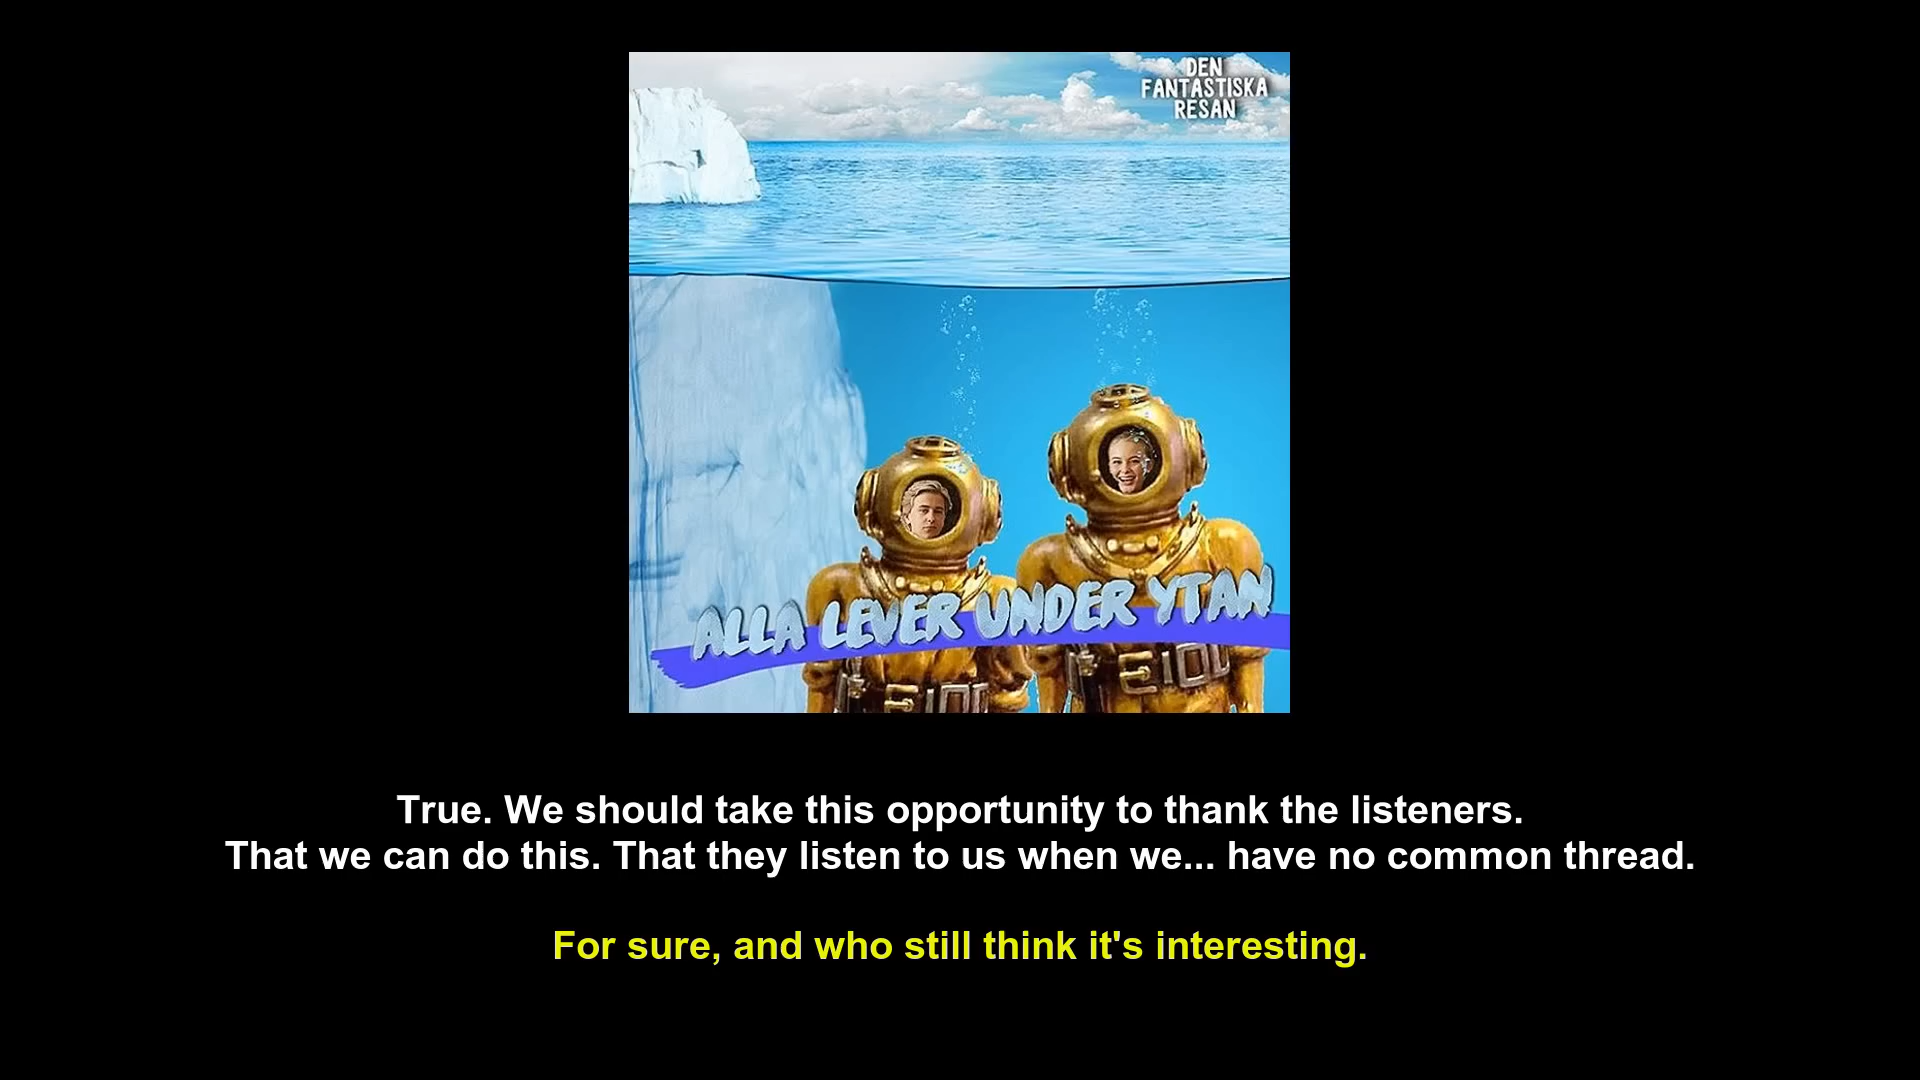 DEN
FANTASTISKA
RESAN
ALLA LEVER UNDER YTAN
True. We should take this opportunity to thank the listeners.
That we can do this. That they listen to us when we... have no common thread.
For sure, and who still think it's interesting.